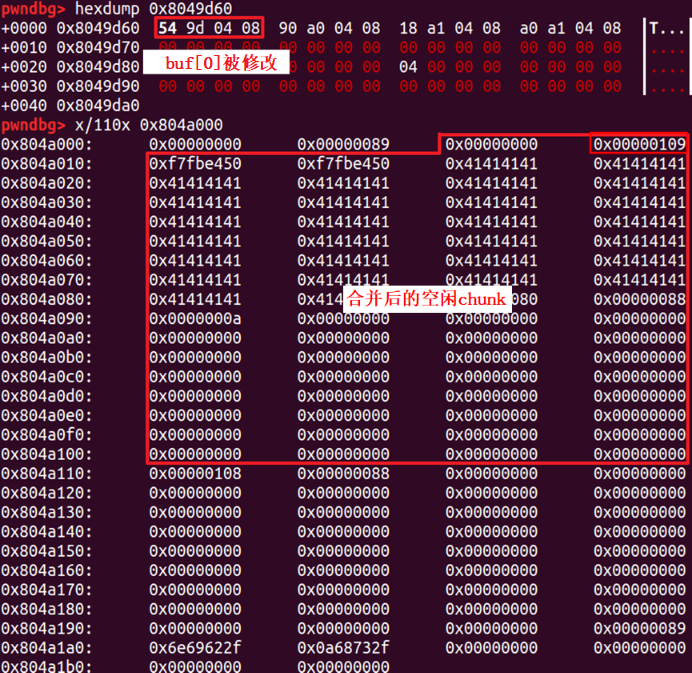 pwndbg> hexdump 0x8049d60
+0000 0x8049d60 54 9d 04 08 90 a0 04 08 18 a1 04 08 a0 a1 04 08 |T...
+0010 0x8049d70 00 00 00 00 00 00 00 00 00 00 00 00 00 00 00 00 |....
+0020 0x8049d80 00 00 00 04 00 00 00 00 00 00 00 |....
buf[0]被修改
+0030 0x8049d90 00 00 00 00 00 00 00 00 00 00 00 00 00 00 00 00 |....
+0040 0x8049da0
pwndbg> x/110x 0x804a000
0x804a000: 0x00000000 0x00000089 0x00000000 0x00000109
0x804a010: 0xf7fbe450 0xf7fbe450 0x41414141 0x41414141
0x804a020: 0x41414141 0x41414141 0x41414141 0x41414141
0x804a030: 0x41414141 0x41414141 0x41414141 0x41414141
0x804a040: 0x41414141 0x41414141 0x41414141 0x41414141
0x804a050: 0x41414141 0x41414141 0x41414141 0x41414141
0x804a060: 0x41414141 0x41414141 0x41414141 0x41414141
0x804a070: 0x41414141 0x41414141 0x41414141 0x41414141
0x804a080: 0x41414141 0x414 080 0x00000088
合并后的空闲chunk
0x804a090: 0x0000000a 0x00000000 0x00000000 0x00000000
0x804a0a0: 0x00000000 0x00000000 0x00000000 0x00000000
0x804a0b0: 0x00000000 0x00000000 0x00000000 0x00000000
0x804a0c0: 0x00000000 0x00000000 0x00000000 0x00000000
0x804a0d0: 0x00000000 0x00000000 0x00000000 0x00000000
0x804a0e0: 0x00000000 0x00000000 0x00000000 0x00000000
0x804a0f0: 0x00000000 0x00000000 0x00000000 0x00000000
0x804a100: 0x00000000 0x00000000 0x00000000 0x00000000
0x804a110: 0x00000108 0x00000088 0x00000000 0x00000000
0x804a120: 0x00000000 0x00000000 0x00000000 0x00000000
0x804a130: 0x00000000 0x00000000 0x00000000 0x00000000
0x804a140: 0x00000000 0x00000000 0x00000000 0x00000000
0x804a150: 0x00000000 0x00000000 0x00000000 0x00000000
0x804a160: 0x00000000 0x00000000 0x00000000 0x00000000
0x804a170: 0x00000000 0x00000000 0x00000000 0x00000000
0x804a180: 0x00000000 0x00000000 0x00000000 0x00000000
0x804a190: 0x00000000 0x00000000 0x00000000 0x00000089
0x804a1a0: 0x6e69622f 0x0a68732f 0x00000000 0x00000000
0x804a1b0: 0x00000000 0x00000000